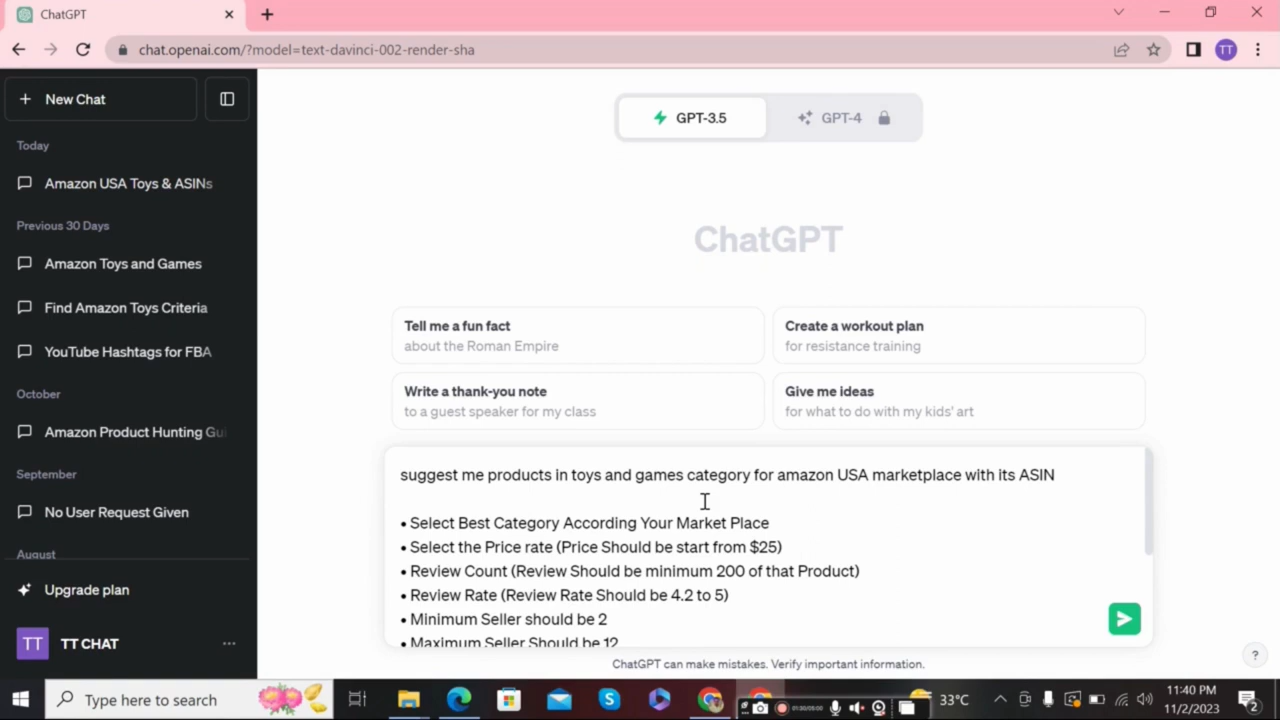 ChatGPT
chat.openai.com/?model=text-davinci-002-render-sha
TT
New Chat
Today
Amazon USA Toys & ASINs
Previous 30 Days
Amazon Toys and Games
Find Amazon Toys Criteria
YouTube Hashtags for FBA
October
Amazon Product Hunting Gui
September
No User Request Given
August
Upgrade plan
TT
TT CHAT
GPT-3.5
GPT-4
ChatGPT
Tell me a fun fact
about the Roman Empire
Create a workout plan
for resistance training
Write a thank-you note
to a guest speaker for my class
Give me ideas
for what to do with my kids' art
suggest me products in toys and games category for amazon USA marketplace with its ASIN
• Select Best Category According Your Market Place
• Select the Price rate (Price Should be start from $25)
• Review Count (Review Should be minimum 200 of that Product)
• Review Rate (Review Rate Should be 4.2 to 5)
• Minimum Seller should be 2
• Maximum Seller Should be 12
ChatGPT can make mistakes. Verify important information.
?
Type here to search
33°C
11:40 PM
11/2/2023
2